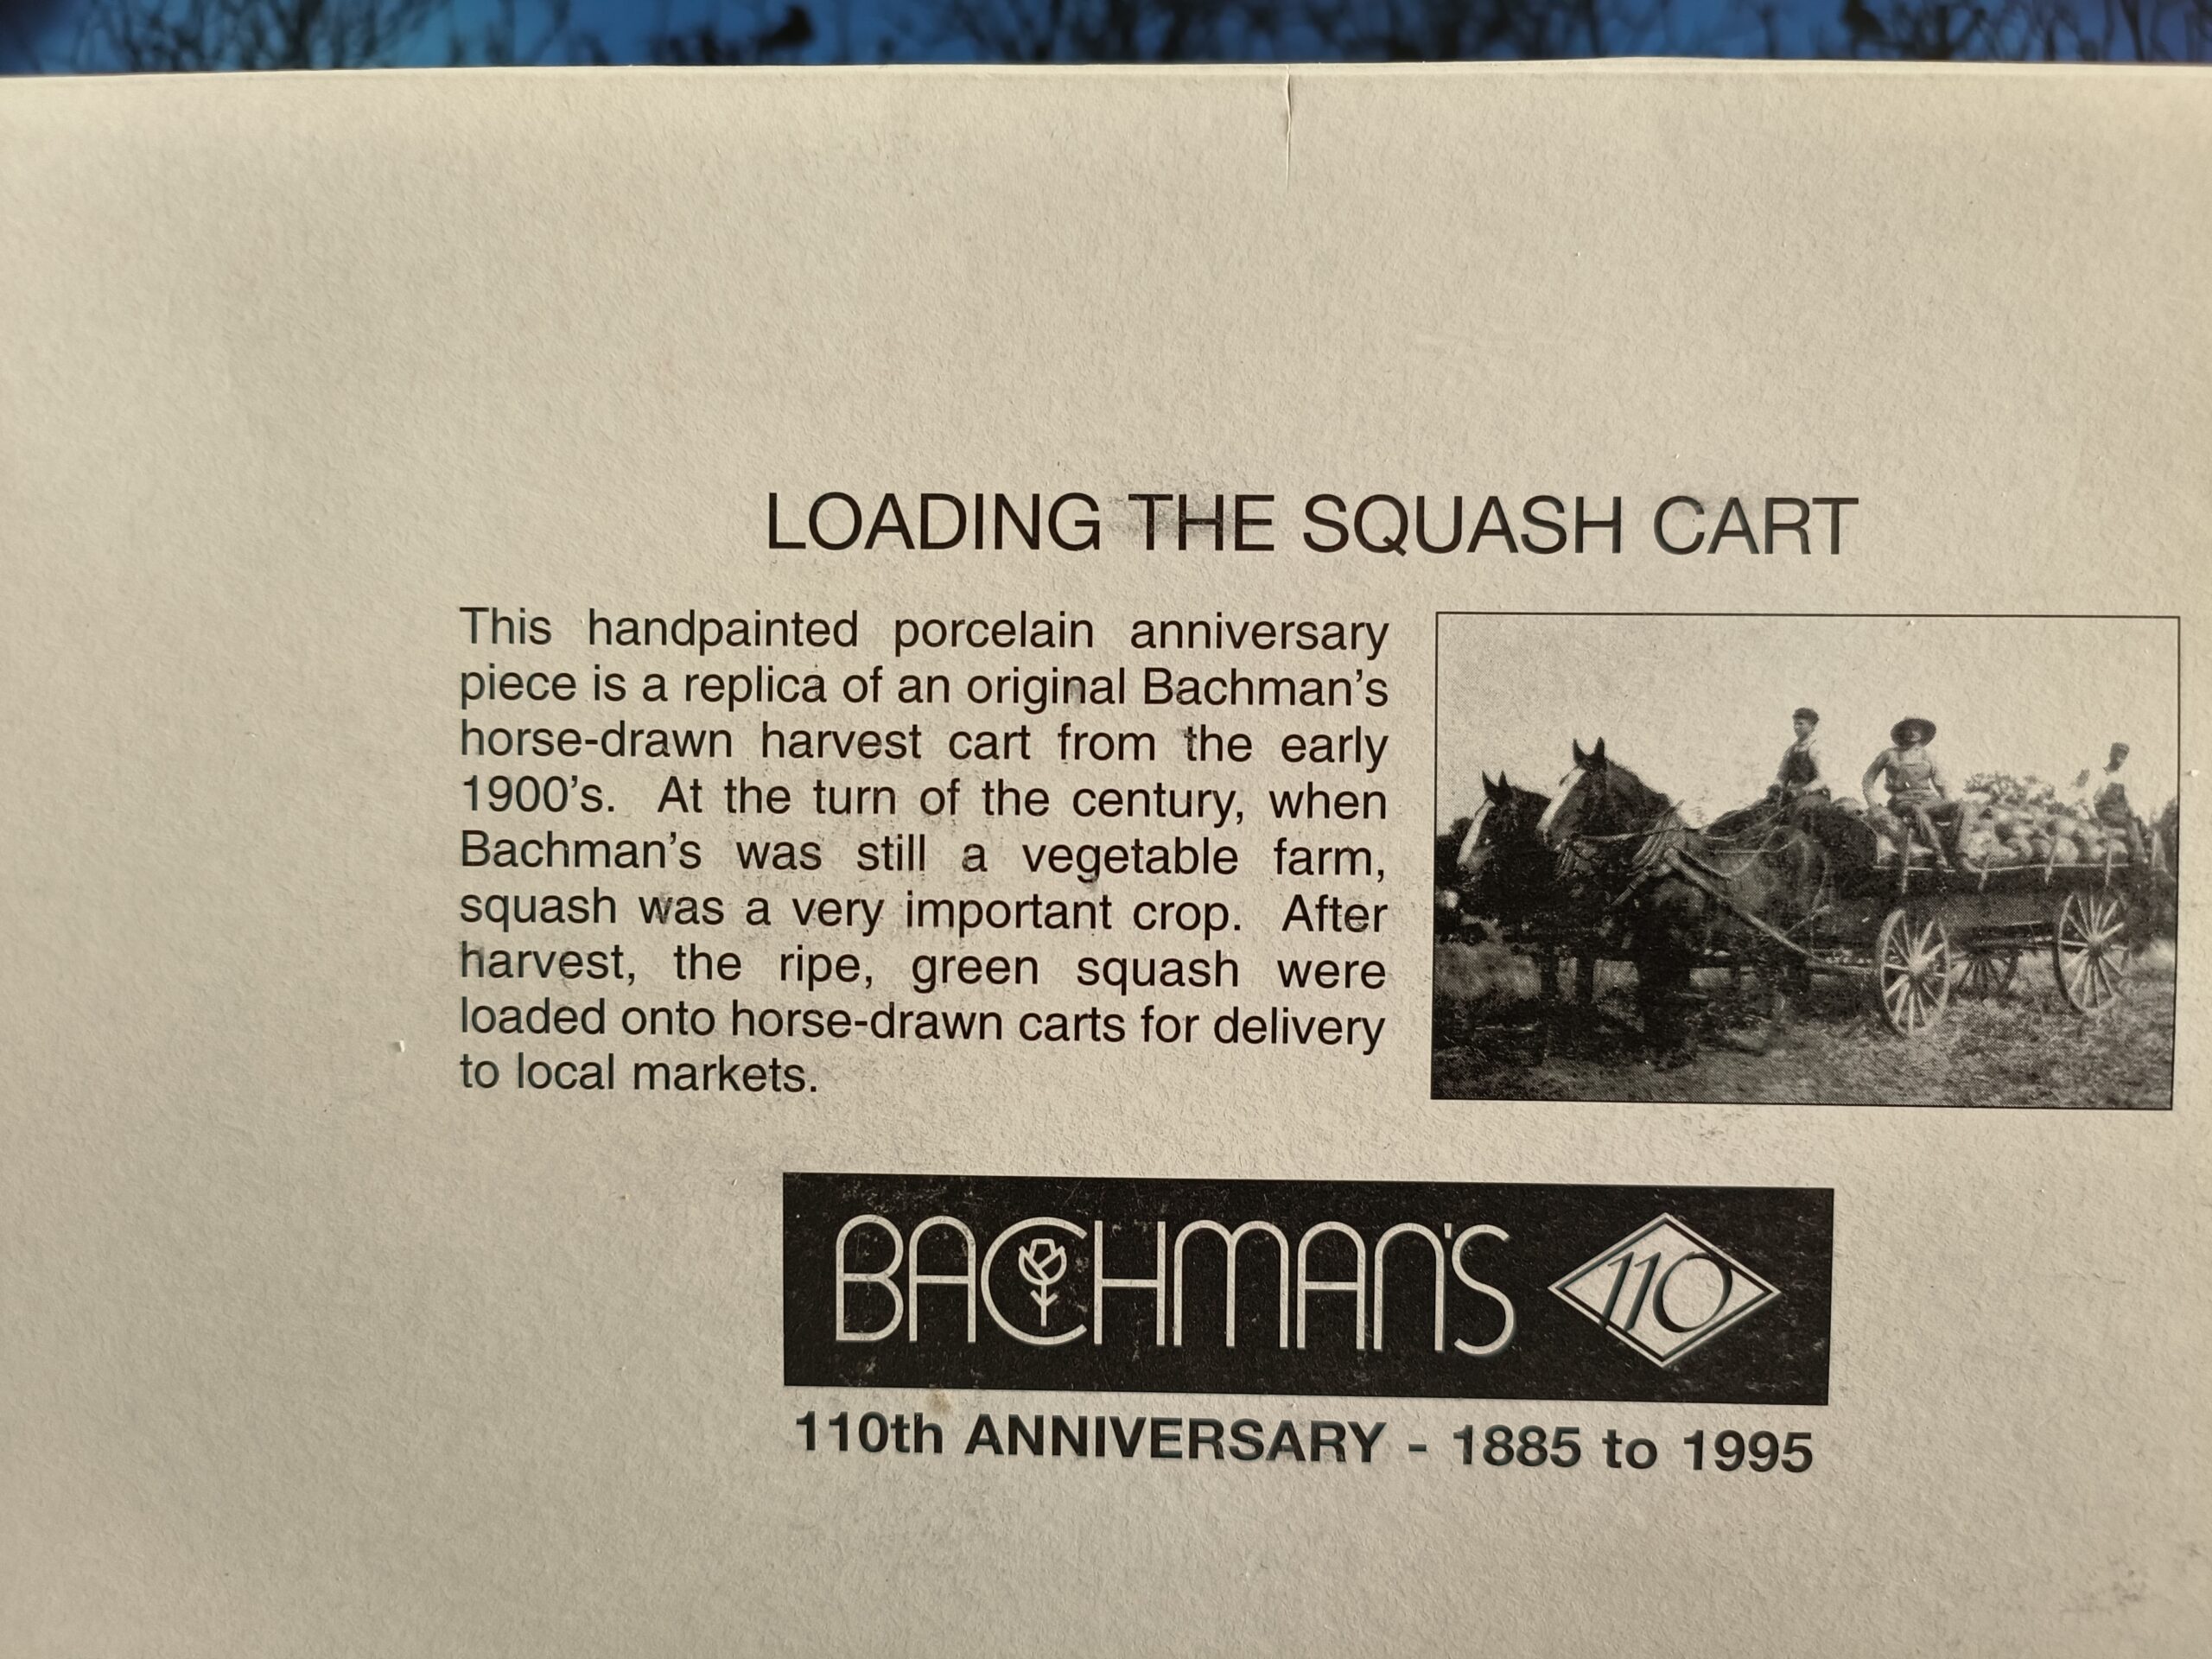 LOADING THE SQUASH CART
This handpainted porcelain anniversary
piece is a replica of an original Bachman's
horse-drawn harvest cart from the early
1900's. At the turn of the century, when
Bachman's was still a vegetable farm,
squash was a very important crop. After
harvest, the ripe, green squash were
loaded onto horse-drawn carts for delivery
to local markets.
BACHMAN'S 110
110th ANNIVERSARY - 1885 to 1995